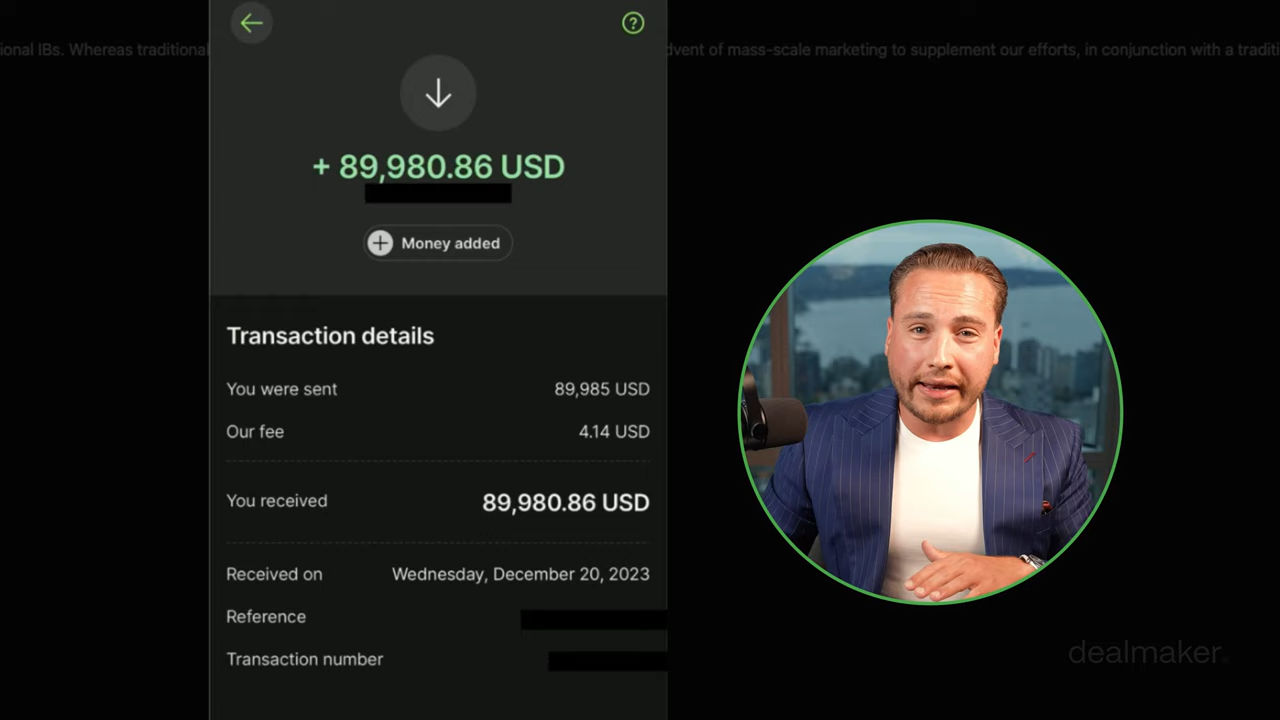 ional IBs. Whereas traditional
dvent of mass-scale marketing to supplement our efforts, in conjunction with a traditi
?
+ 89,980.86 USD
Money added
Transaction details
You were sent 89,985 USD
Our fee 4.14 USD
You received 89,980.86 USD
Received on Wednesday, December 20, 2023
Reference
Transaction number
dealmaker.